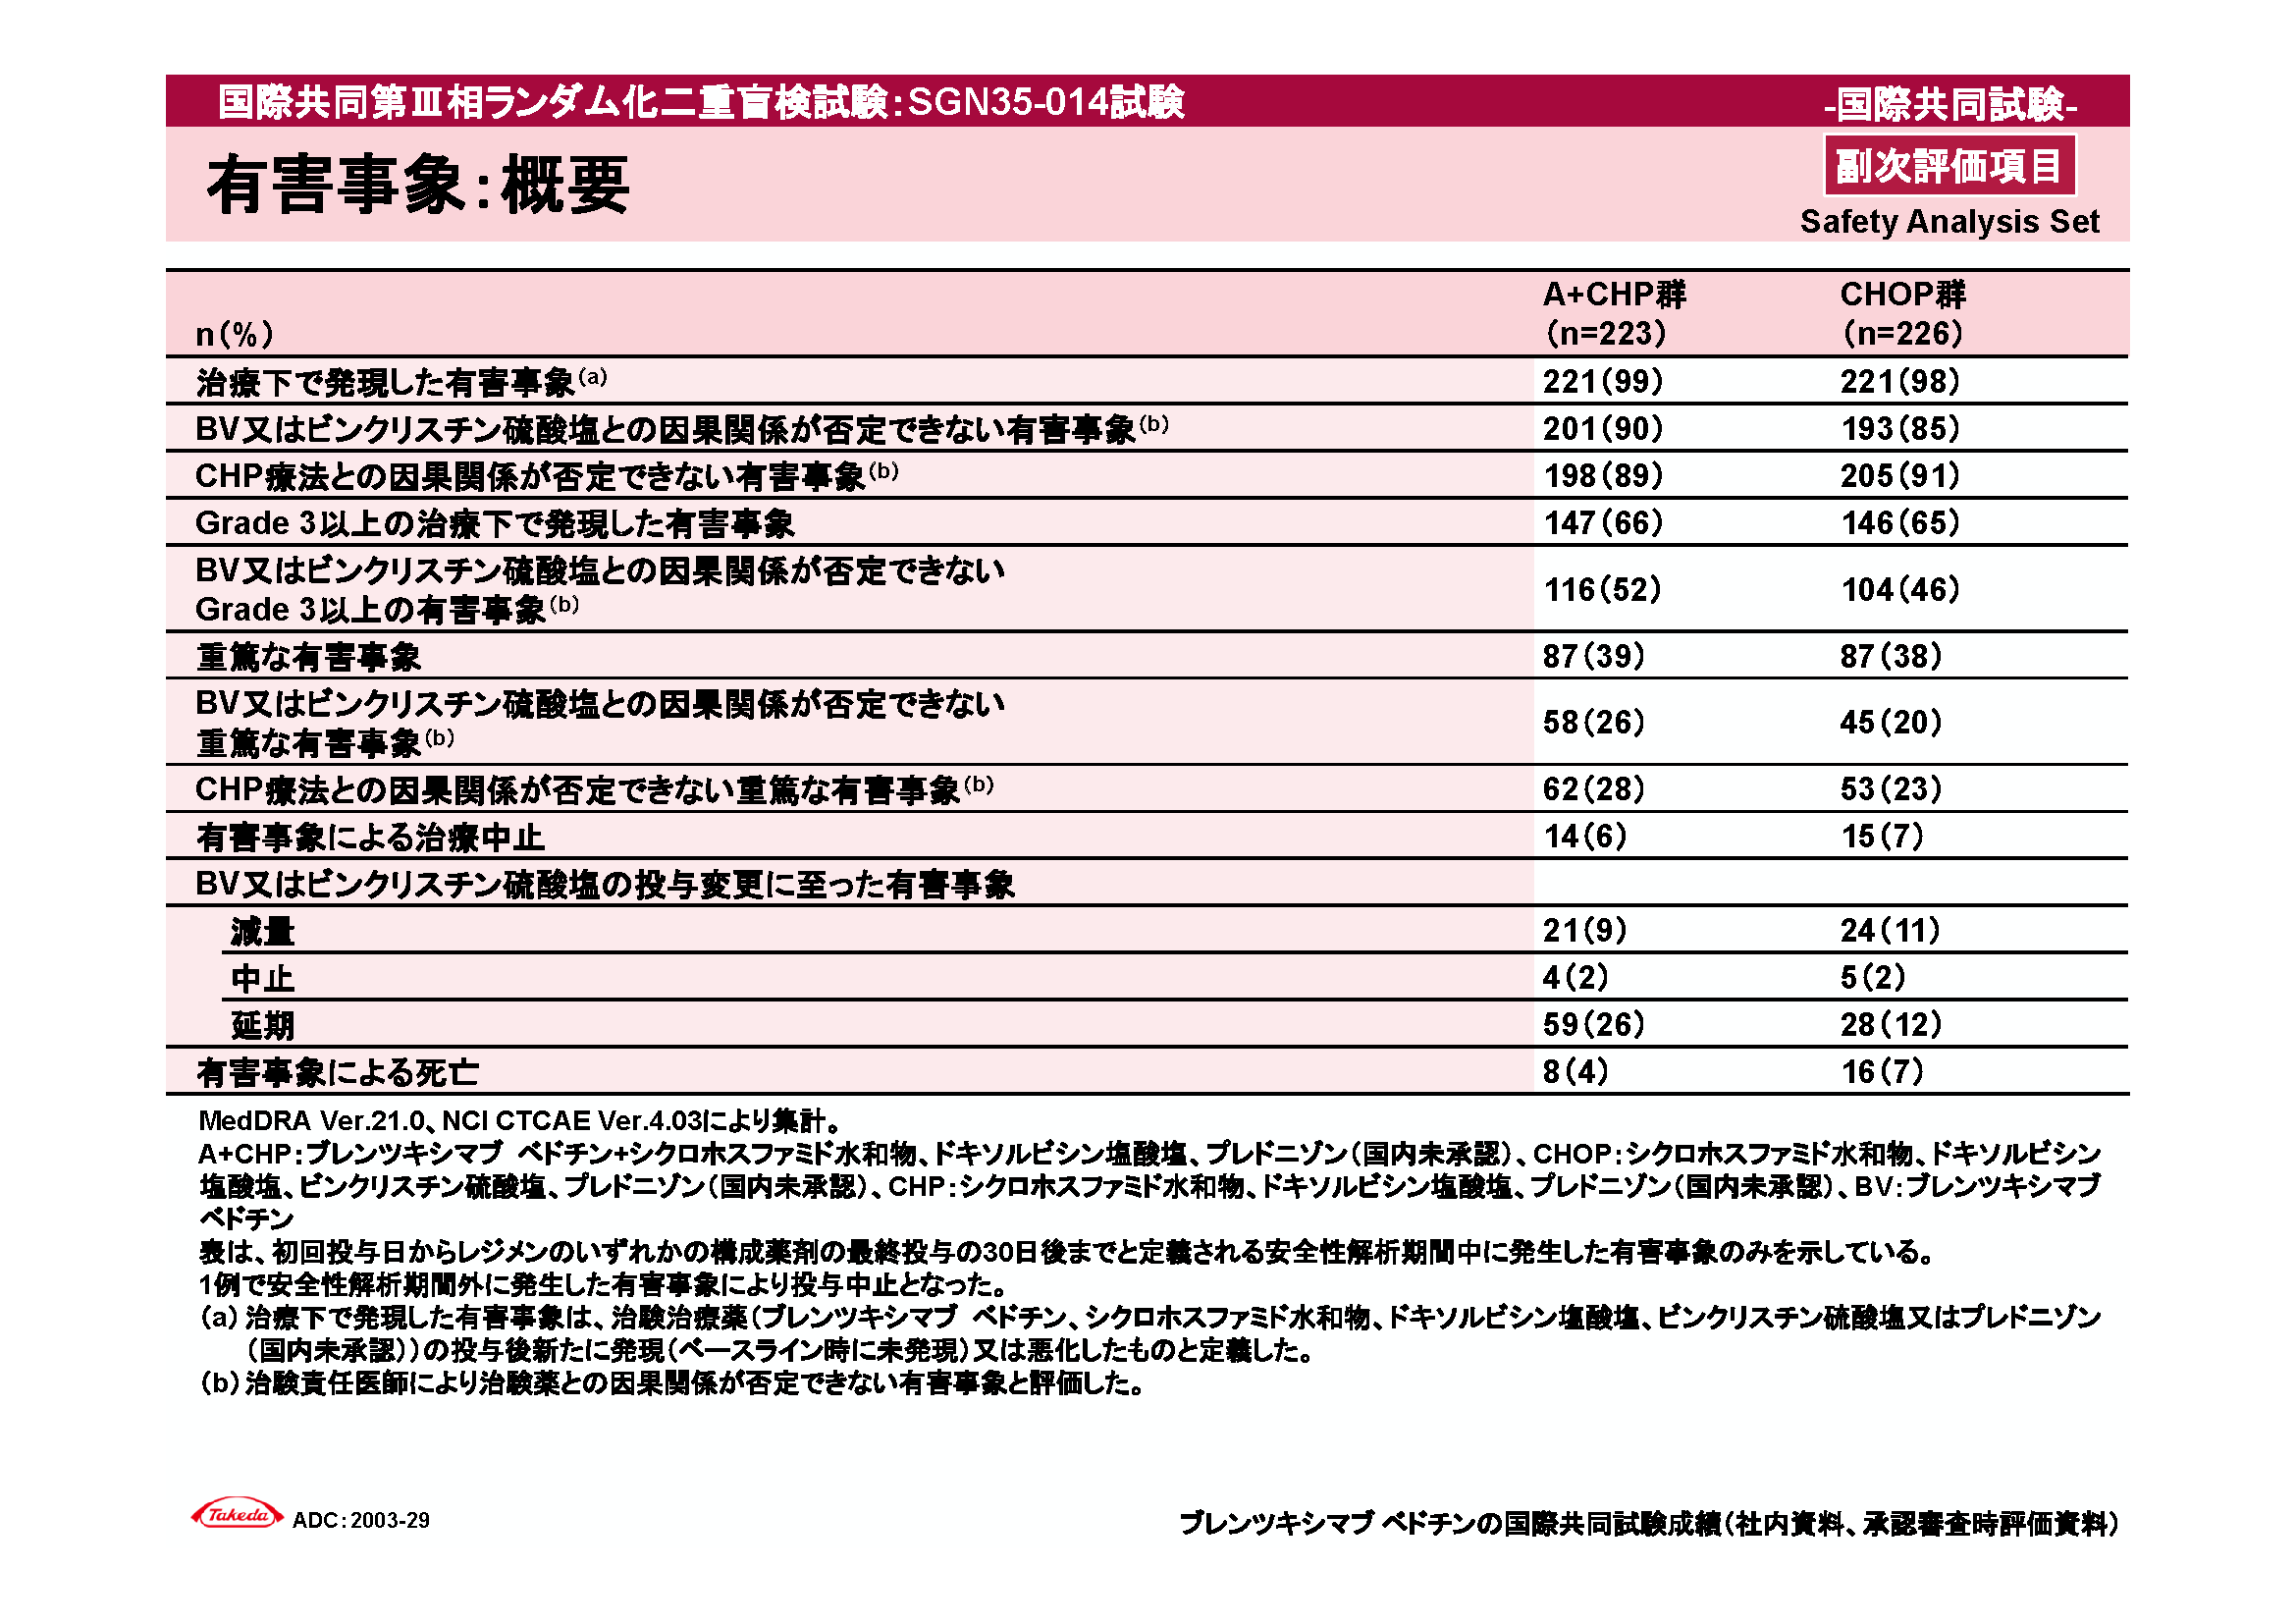 国際共同第Ⅲ相ランダム化二重盲検試験：SGN35-014試験
-国際共同試験-
有害事象：概要
副次評価項目
Safety Analysis Set
n（%）
A+CHP群
（n=223）
CHOP群
（n=226）
治療下で発現した有害事象（a） 221（99） 221（98）
BV又はビンクリスチン硫酸塩との因果関係が否定できない有害事象（b） 201（90） 193（85）
CHP療法との因果関係が否定できない有害事象（b） 198（89） 205（91）
Grade 3以上の治療下で発現した有害事象 147（66） 146（65）
BV又はビンクリスチン硫酸塩との因果関係が否定できない
Grade 3以上の有害事象（b） 116（52） 104（46）
重篤な有害事象 87（39） 87（38）
BV又はビンクリスチン硫酸塩との因果関係が否定できない
重篤な有害事象（b） 58（26） 45（20）
CHP療法との因果関係が否定できない重篤な有害事象（b） 62（28） 53（23）
有害事象による治療中止 14（6） 15（7）
BV又はビンクリスチン硫酸塩の投与変更に至った有害事象
減量 21（9） 24（11）
中止 4（2） 5（2）
延期 59（26） 28（12）
有害事象による死亡 8（4） 16（7）
MedDRA Ver.21.0、NCI CTCAE Ver.4.03により集計。
A+CHP：ブレンツキシマブ ベドチン+シクロホスファミド水和物、ドキソルビシン塩酸塩、プレドニゾン（国内未承認）、CHOP：シクロホスファミド水和物、ドキソルビシン
塩酸塩、ビンクリスチン硫酸塩、プレドニゾン（国内未承認）、CHP：シクロホスファミド水和物、ドキソルビシン塩酸塩、プレドニゾン（国内未承認）、BV：ブレンツキシマブ
ベドチン
表は、初回投与日からレジメンのいずれかの構成薬剤の最終投与の30日後までと定義される安全性解析期間中に発生した有害事象のみを示している。
1例で安全性解析期間外に発生した有害事象により投与中止となった。
（a）治療下で発現した有害事象は、治験治療薬（ブレンツキシマブ ベドチン、シクロホスファミド水和物、ドキソルビシン塩酸塩、ビンクリスチン硫酸塩又はプレドニゾン
（国内未承認））の投与後新たに発現（ベースライン時に未発現）又は悪化したものと定義した。
（b）治験責任医師により治験薬との因果関係が否定できない有害事象と評価した。
Takeda ADC：2003-29
ブレンツキシマブ ベドチンの国際共同試験成績（社内資料、承認審査時評価資料）